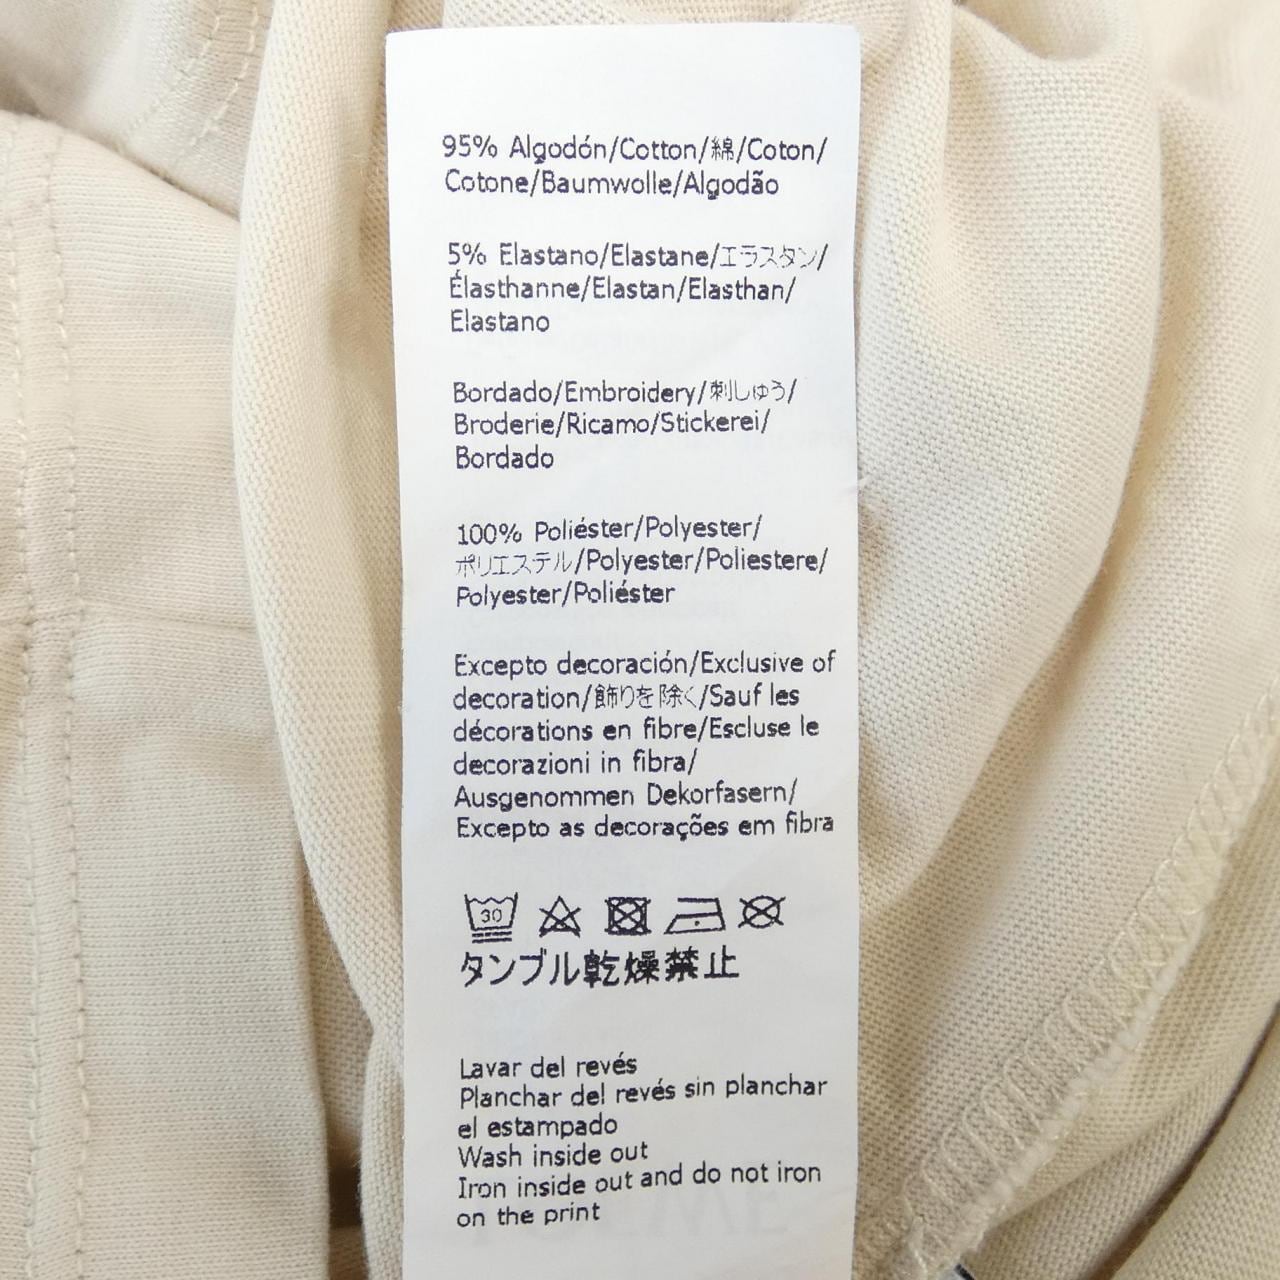 95% Algodón/Cotton/綿/Coton/
Cotone/Baumwolle/Algodão
5% Elastano/Elastane/エラスタン/
Élasthanne/Elastan/Elasthan/
Elastano
Bordado/Embroidery/刺しゅう/
Broderie/Ricamo/Stickerei/
Bordado
100% Poliéster/Polyester/
ポリエステル/Polyester/Poliestere/
Polyester/Poliéster
Excepto decoración/Exclusive of
decoration/飾りを除く/Sauf les
décorations en fibre/Escluse le
decorazioni in fibra/
Ausgenommen Dekorfasern/
Excepto as decorações em fibra
30
タンブル乾燥禁止
Lavar del revés
Planchar del revés sin planchar
el estampado
Wash inside out
Iron inside out and do not iron
on the print